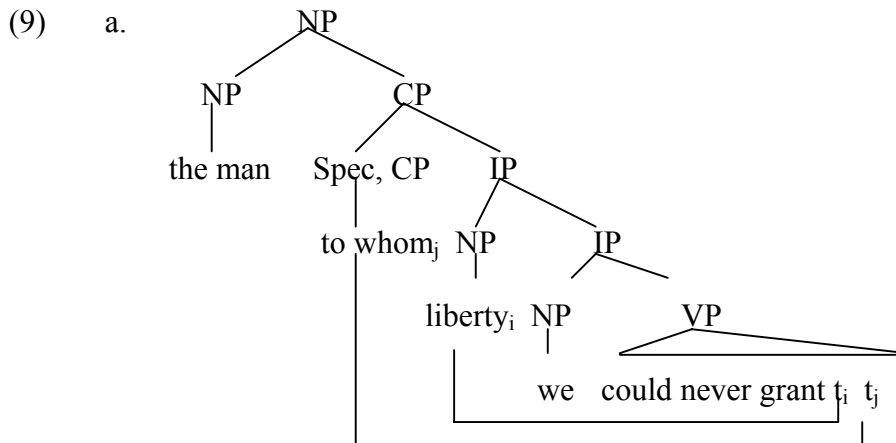 (9) a. NP
NP CP
the man Spec, CP IP
to whomj NP IP
libertyi NP VP
we could never grant ti tj